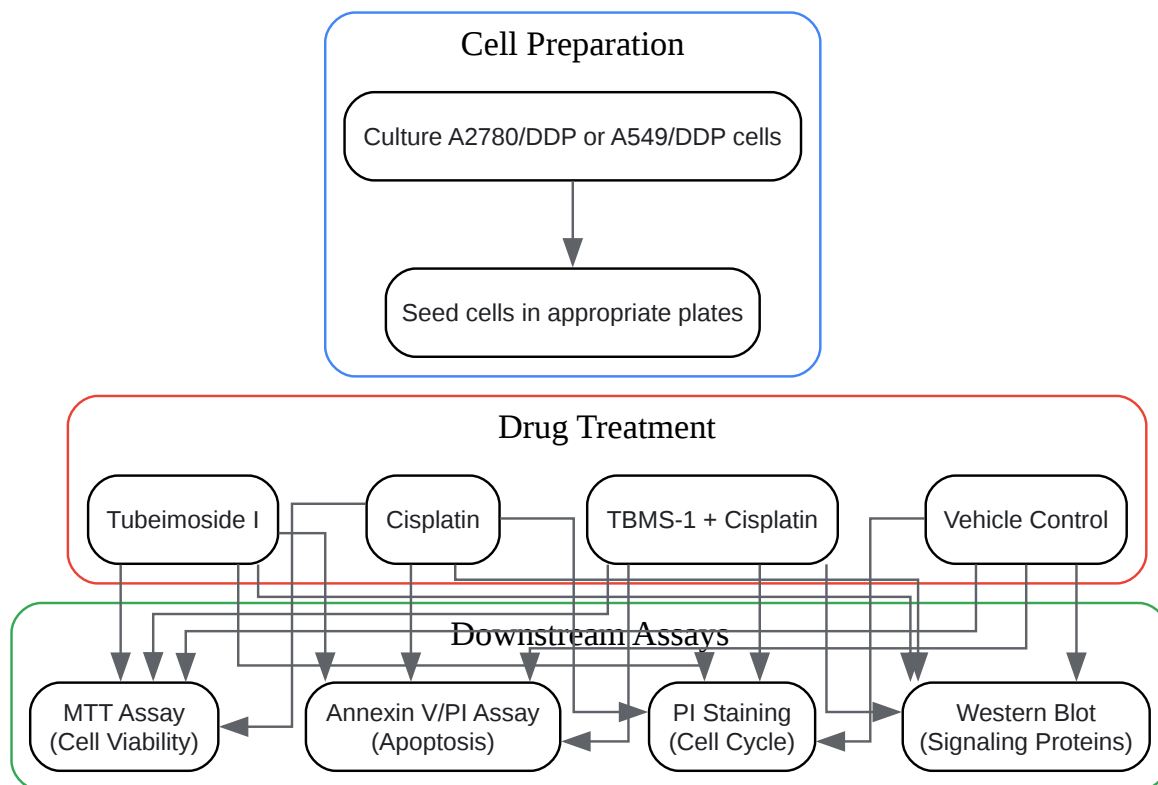 Cell Preparation
Culture A2780/DDP or A549/DDP cells
Seed cells in appropriate plates
Drug Treatment
Tubeimoside I
Cisplatin
TBMS-1 + Cisplatin
Vehicle Control
Downstream Assays
MTT Assay
(Cell Viability)
Annexin V/PI Assay
(Apoptosis)
PI Staining
(Cell Cycle)
Western Blot
(Signaling Proteins)